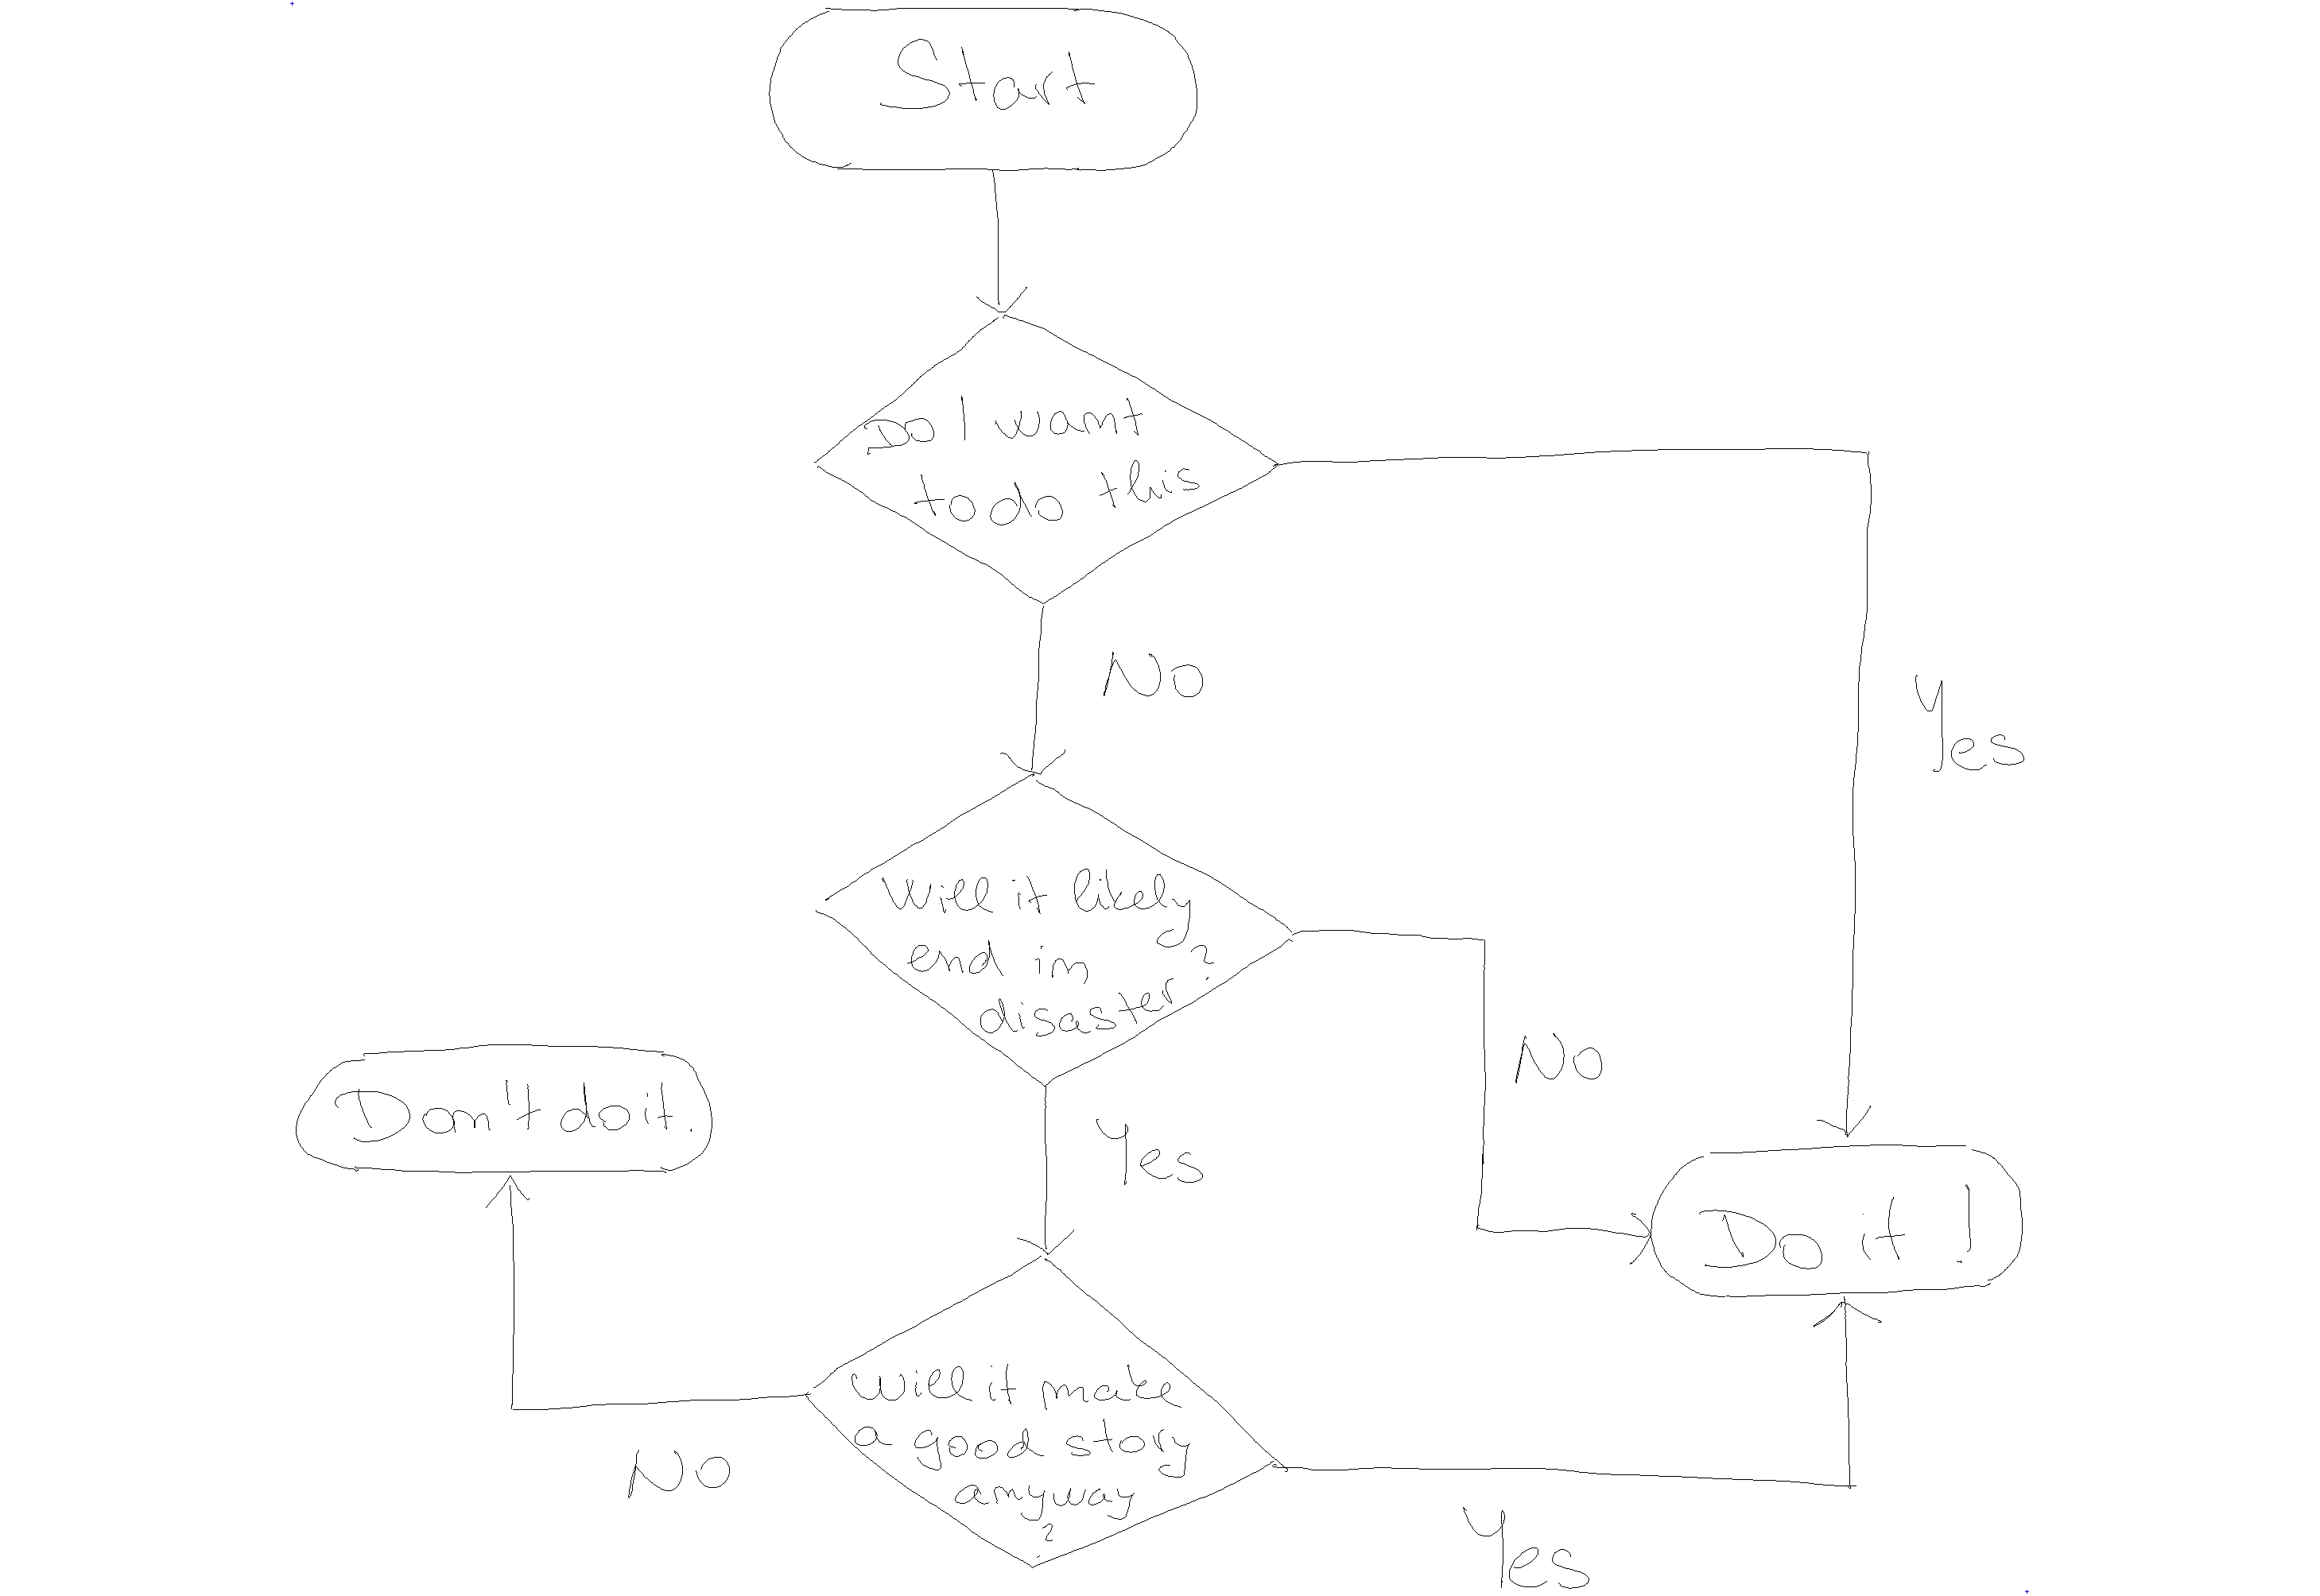 Start
Do I want
to do this
No
Yes
Will it likely
end in
disaster?
No
Don't do it.
Yes
Do it!
Will it make
a good story
anyway
?
No
Yes